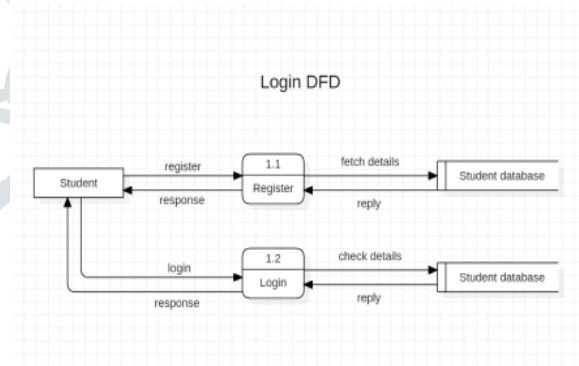 Login DFD
register
1.1
fetch details
Student
Register
Student database
response
reply
login
1.2
check details
Login
Student database
response
reply